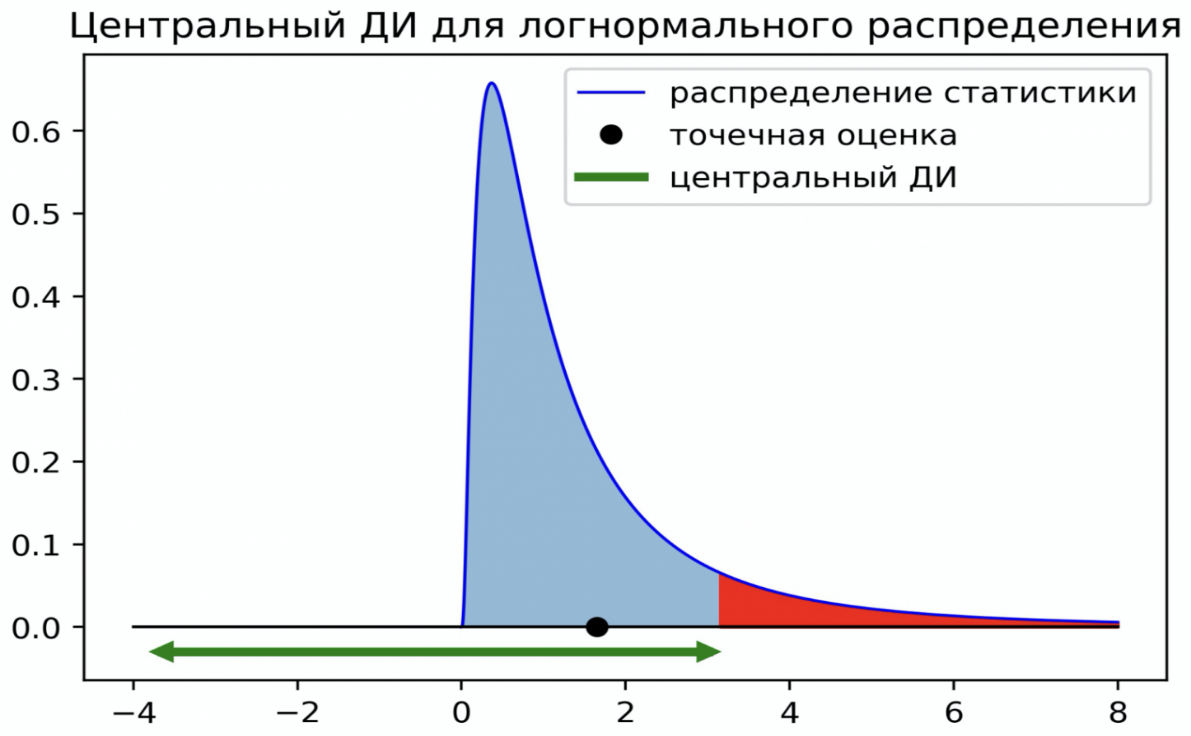 Центральный ДИ для логнормального распределения
распределение статистики
точечная оценка
центральный ДИ
0.6
0.5
0.4
0.3
0.2
0.1
0.0
−4 −2 0 2 4 6 8